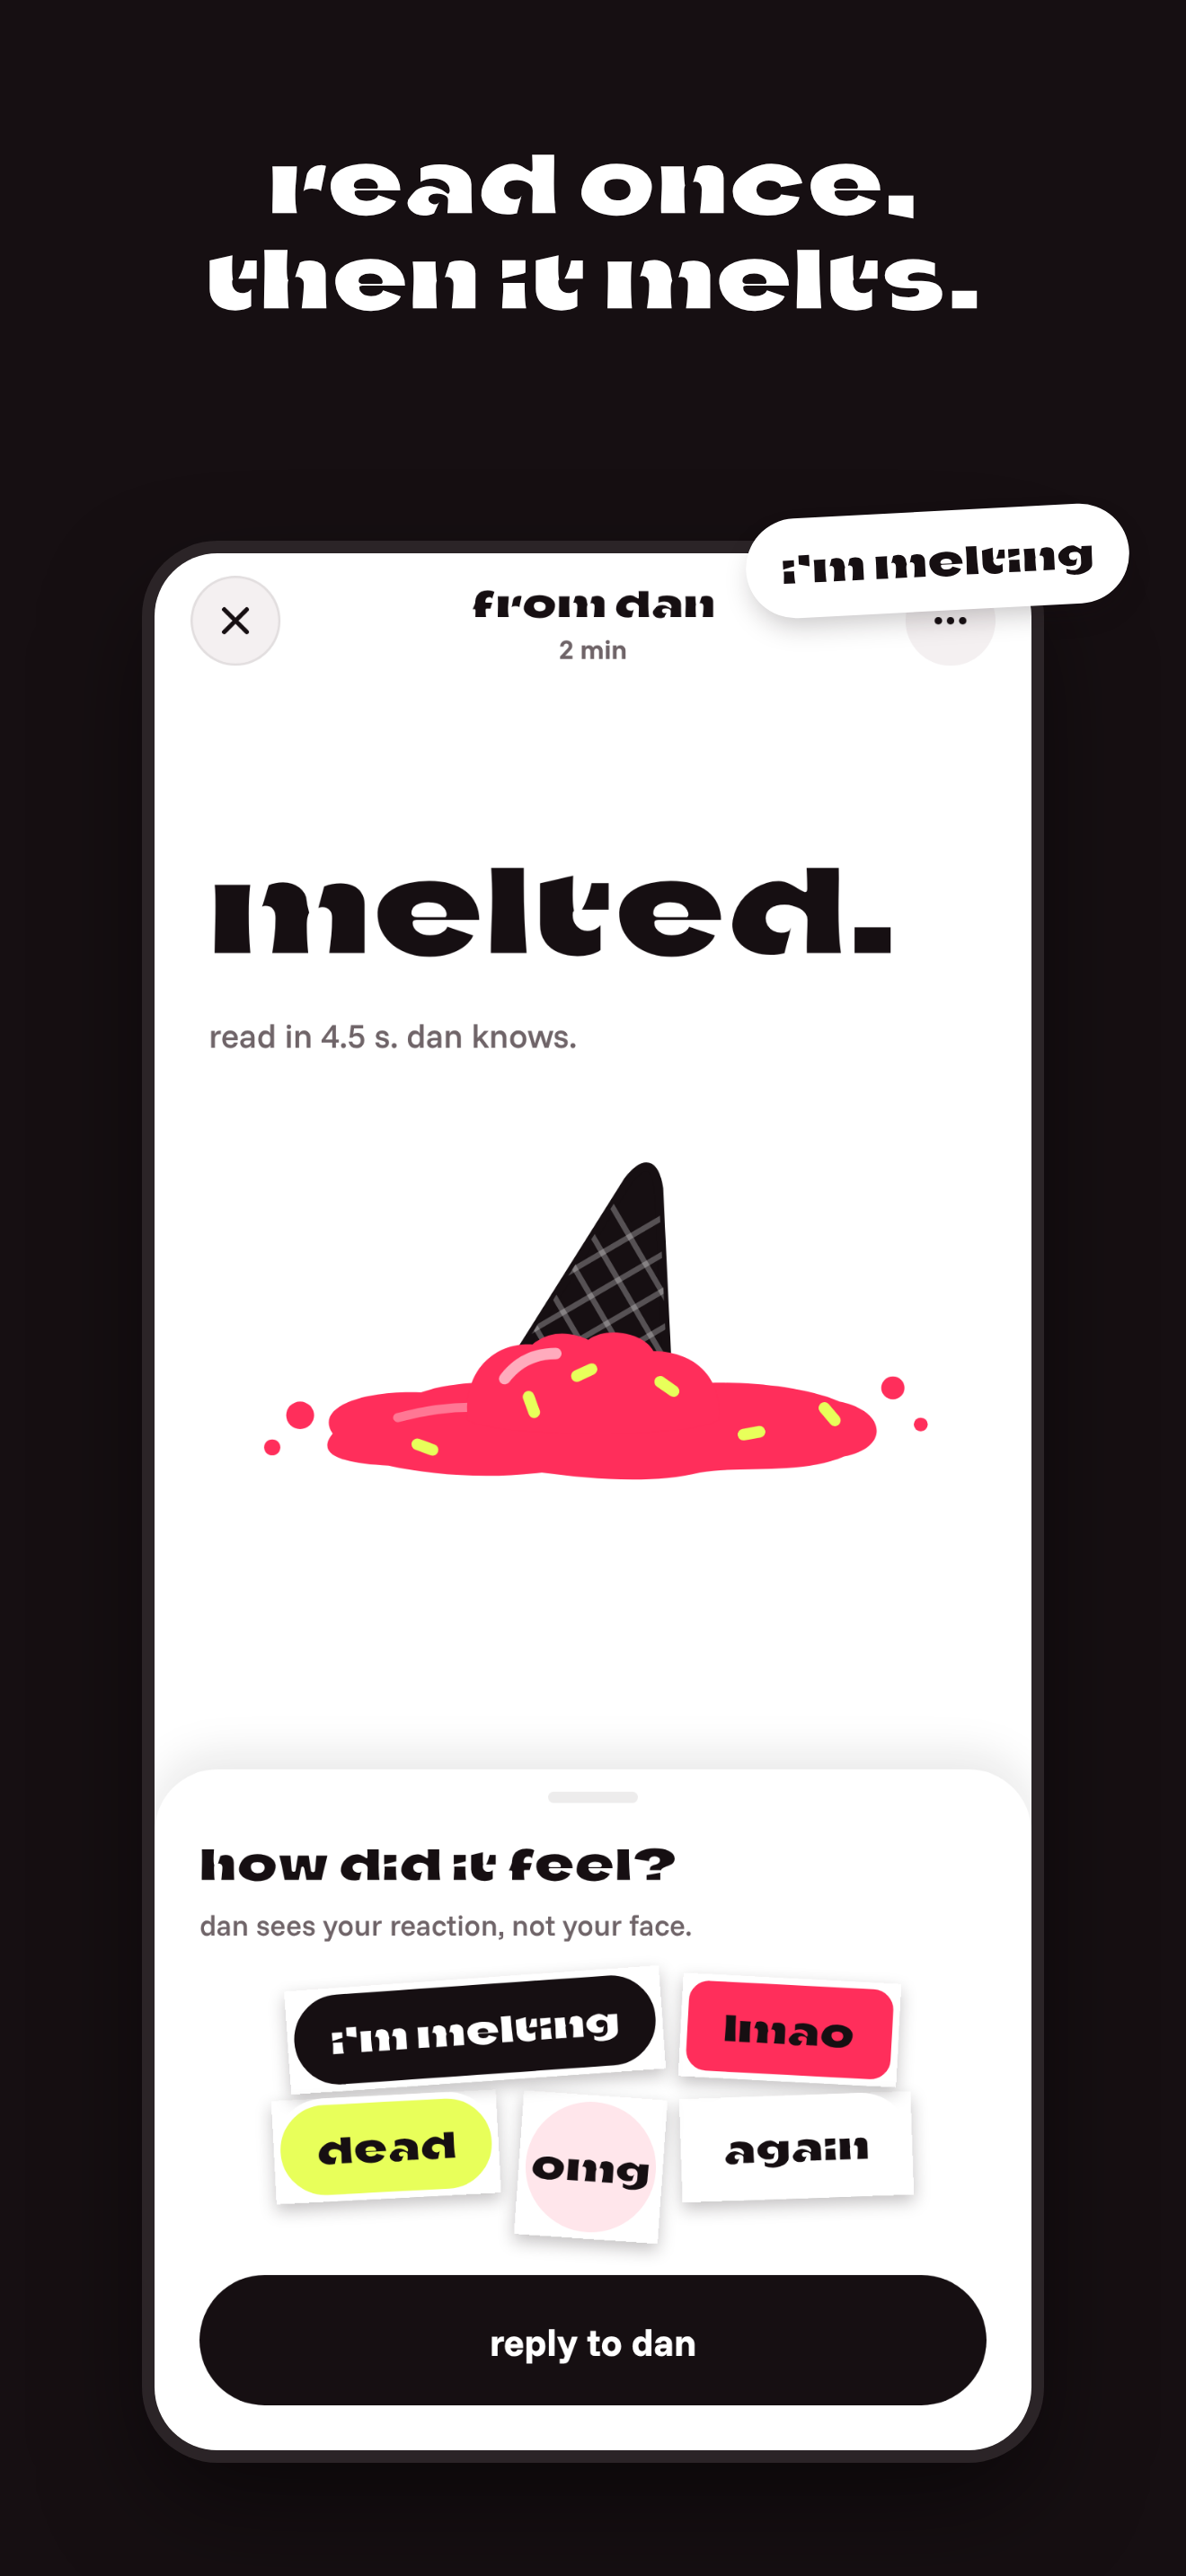 read once,
then it melts.
i'm melting
from dan
2 min
melted.
read in 4.5 s. dan knows.
how did it feel?
dan sees your reaction, not your face.
i'm melting
lmao
dead
omg
again
reply to dan